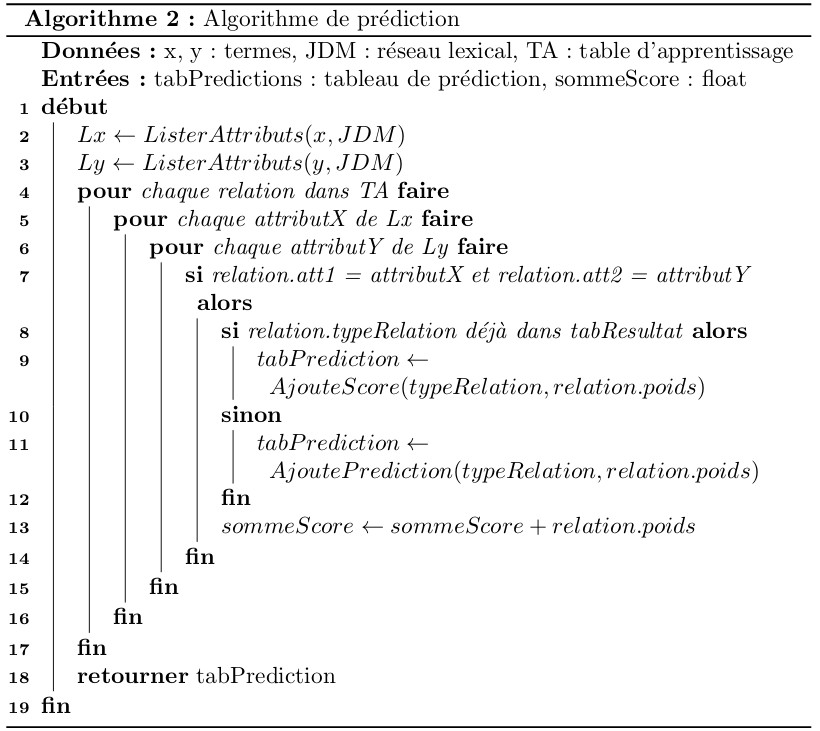 Algorithme 2 : Algorithme de prédiction
Données : x, y : termes, JDM : réseau lexical, TA : table d'apprentissage
Entrées : tabPredictions : tableau de prédiction, sommeScore : float
1 début
2 Lx ← ListerAttributs(x, JDM)
3 Ly ← ListerAttributs(y, JDM)
4 pour chaque relation dans TA faire
5 pour chaque attributX de Lx faire
6 pour chaque attributY de Ly faire
7 si relation.att1 = attributX et relation.att2 = attributY
alors
8 si relation.typeRelation déjà dans tabResultat alors
9 tabPrediction ←
AjouteScore(typeRelation, relation.poids)
10 sinon
11 tabPrediction ←
AjoutePrediction(typeRelation, relation.poids)
12 fin
13 sommeScore ← sommeScore + relation.poids
14 fin
15 fin
16 fin
17 fin
18 retourner tabPrediction
19 fin